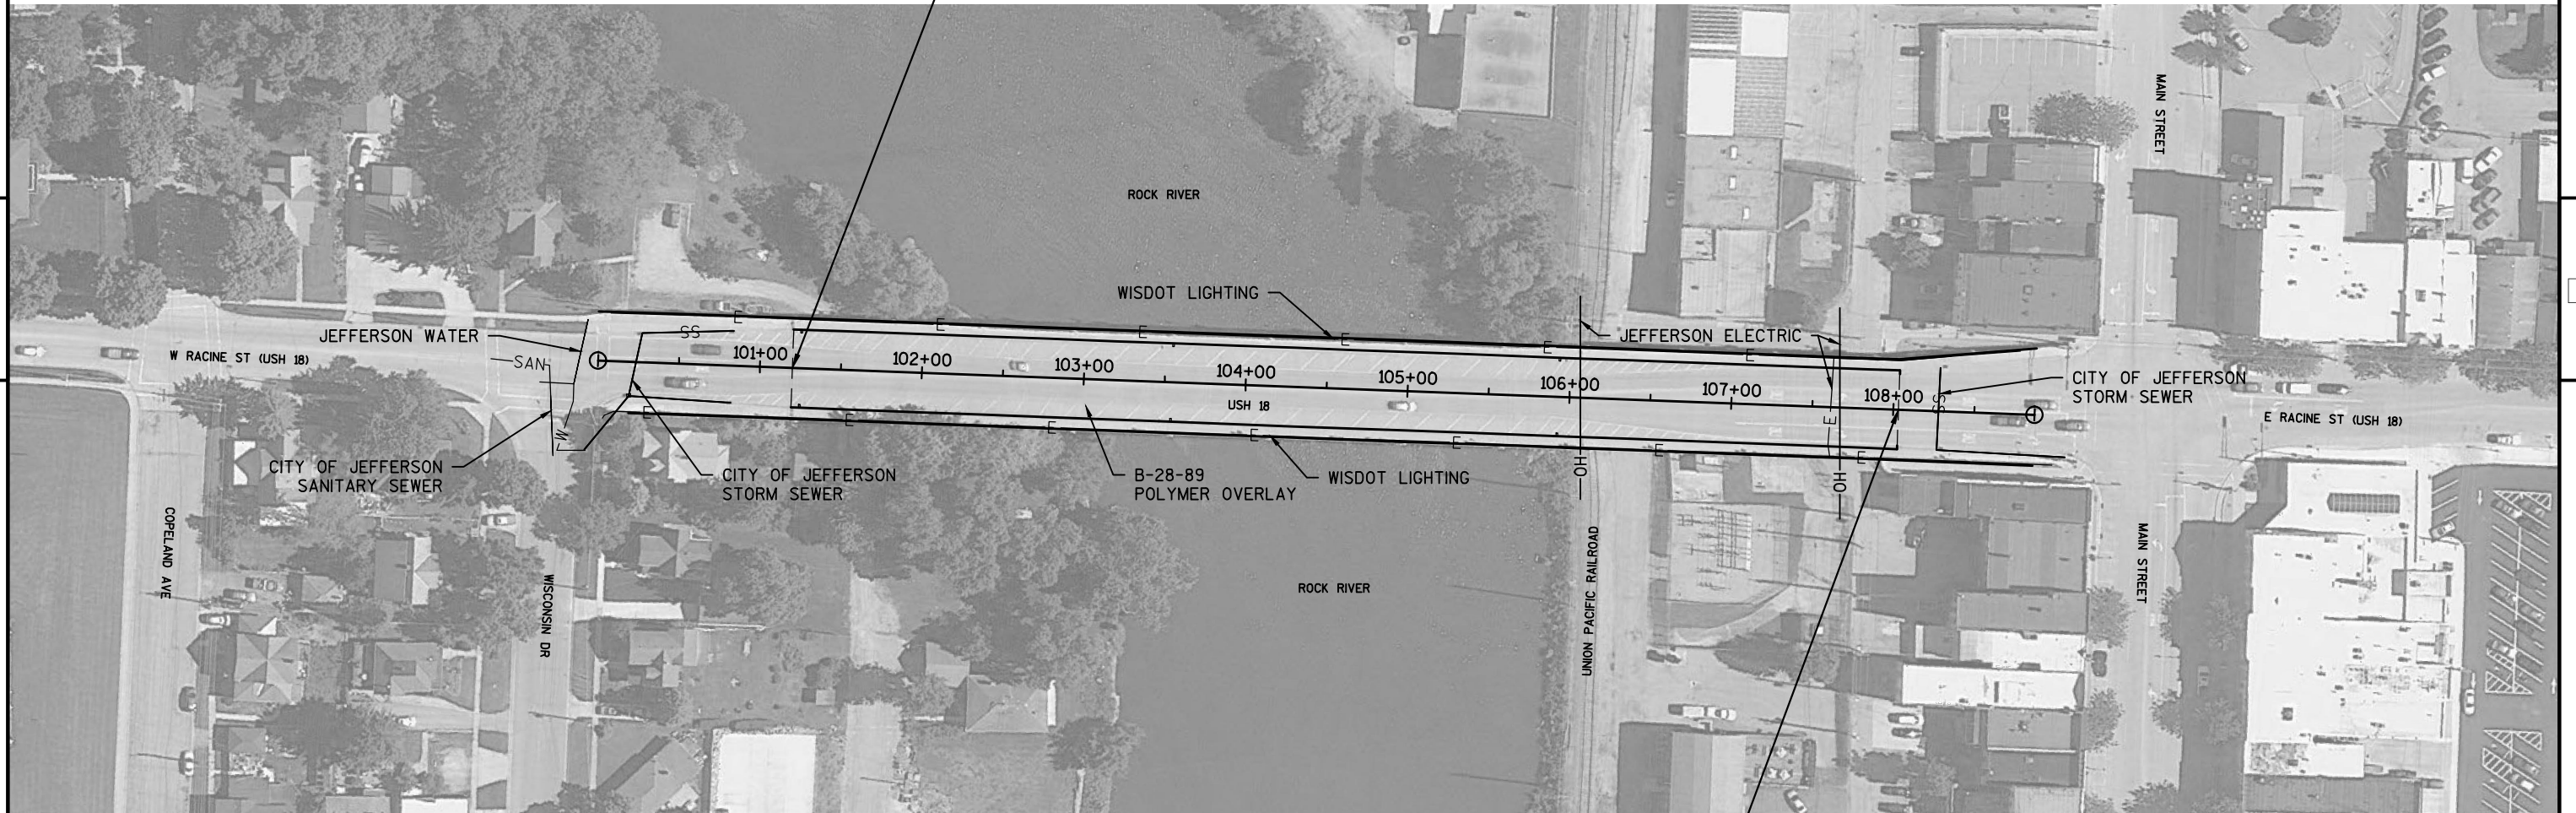 MAIN STREET
ROCK RIVER
WISDOT LIGHTING
E E E E E E
JEFFERSON WATER
SS
JEFFERSON ELECTRIC
W RACINE ST (USH 18)
SAN
101+00
102+00
103+00
104+00
105+00
106+00
107+00
108+00
CITY OF JEFFERSON
STORM SEWER
SS
USH 18
E RACINE ST (USH 18)
E
E E E E E E E
W
CITY OF JEFFERSON
SANITARY SEWER
CITY OF JEFFERSON
STORM SEWER
B-28-89
POLYMER OVERLAY
WISDOT LIGHTING
OH
OH
COPELAND AVE
WISCONSIN DR
ROCK RIVER
UNION PACIFIC RAILROAD
MAIN STREET